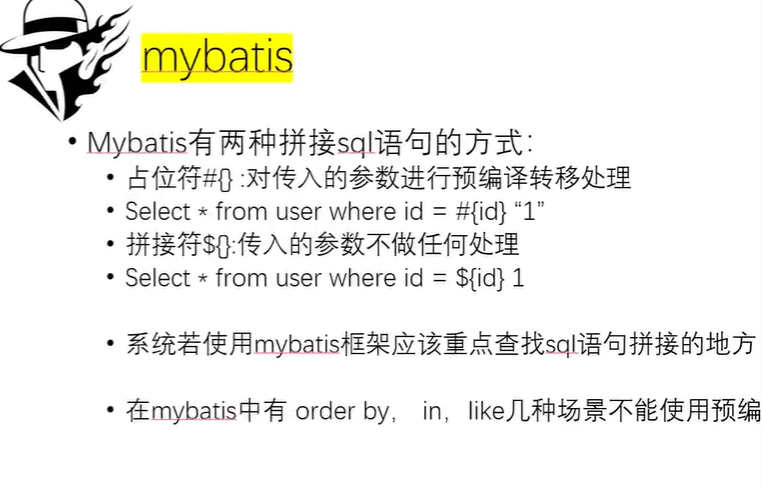 mybatis
Mybatis有两种拼接sql语句的方式：
占位符#{} :对传入的参数进行预编译转移处理
Select * from user where id = #{id} “1”
拼接符${}:传入的参数不做任何处理
Select * from user where id = ${id} 1
系统若使用mybatis框架应该重点查找sql语句拼接的地方
在mybatis中有 order by， in，like几种场景不能使用预编